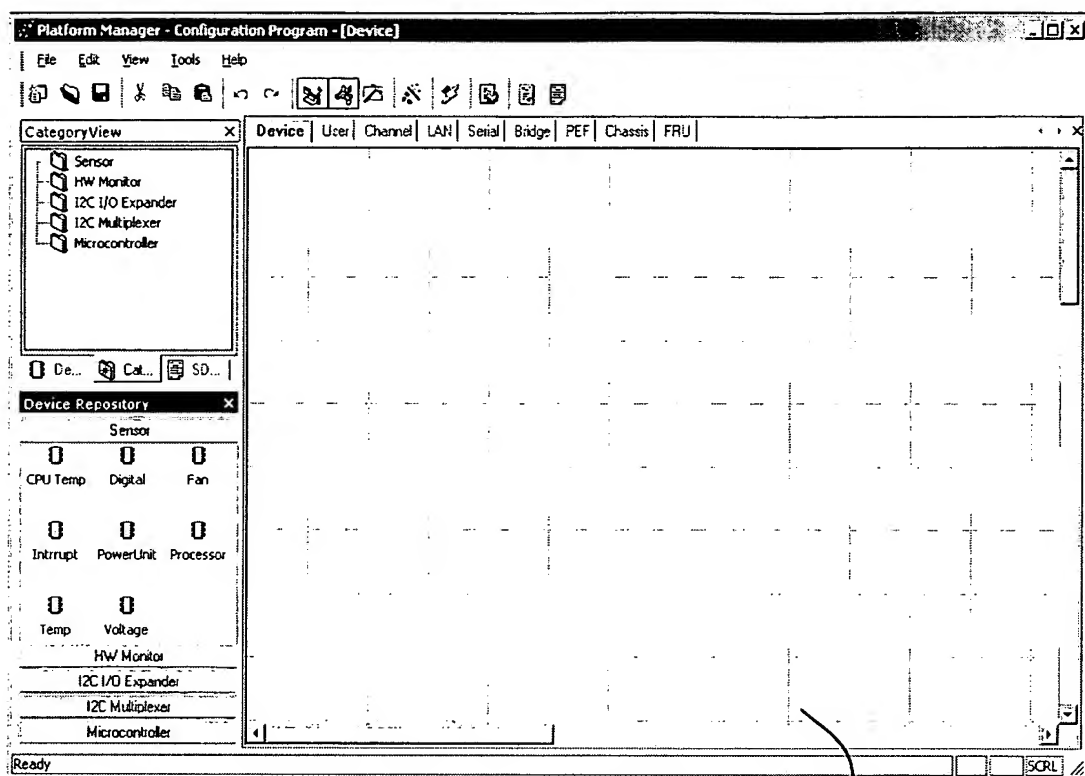 Platform Manager - Configuration Program - [Device]
File Edit View Tools Help
CategoryView
Device User Channel LAN Serial Bridge PEF Chassis FRU
Sensor
HW Monitor
I2C I/O Expander
I2C Multiplexer
Microcontroller
De... Cat... SD...
Device Repository
Sensor
CPU Temp Digital Fan
Intrrupt PowerUnit Processor
Temp Voltage
HW Monitor
I2C I/O Expander
I2C Multiplexer
Microcontroller
Ready
SCRL